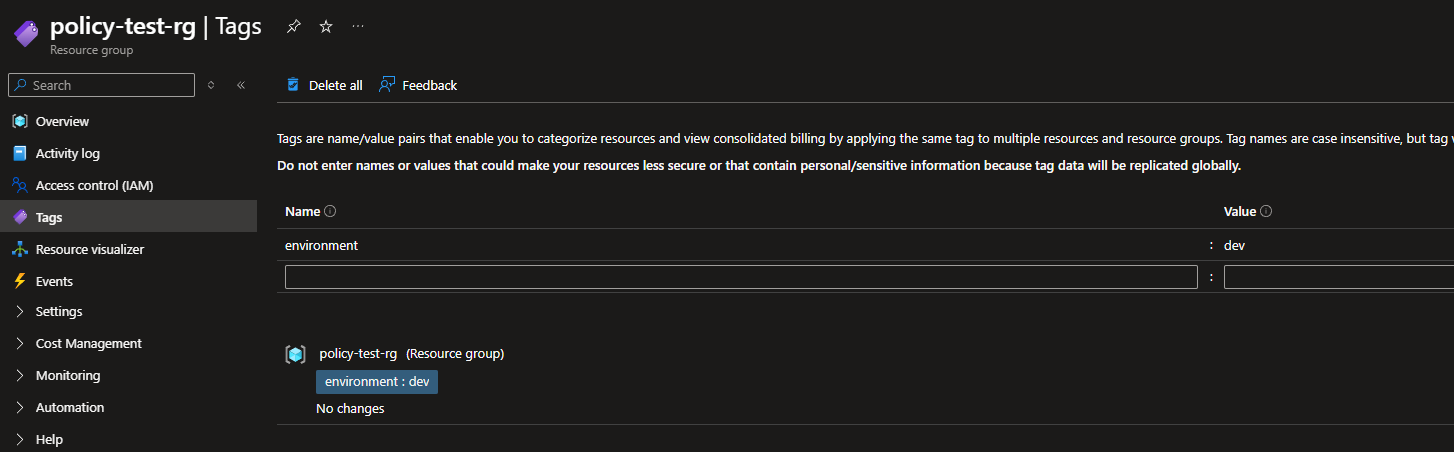 policy-test-rg | Tags
Resource group
Search
Delete all Feedback
Overview
Activity log
Access control (IAM)
Tags
Resource visualizer
Events
Settings
Cost Management
Monitoring
Automation
Help
Tags are name/value pairs that enable you to categorize resources and view consolidated billing by applying the same tag to multiple resources and resource groups. Tag names are case insensitive, but tag
Do not enter names or values that could make your resources less secure or that contain personal/sensitive information because tag data will be replicated globally.
Name Value
environment : dev
:
policy-test-rg (Resource group)
environment : dev
No changes